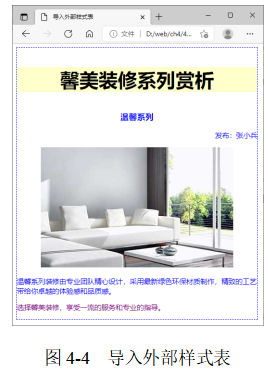 导入外部样式表
文件 | D:/web/ch4/4...
馨美装修系列赏析
温馨系列
发布：张小兵
温馨系列装修由专业团队精心设计，采用最新绿色环保材质制作，精致的工艺
带给你卓越的体验感和品质感。
选择馨美装修，享受一流的服务和专业的指导。
图 4-4 导入外部样式表